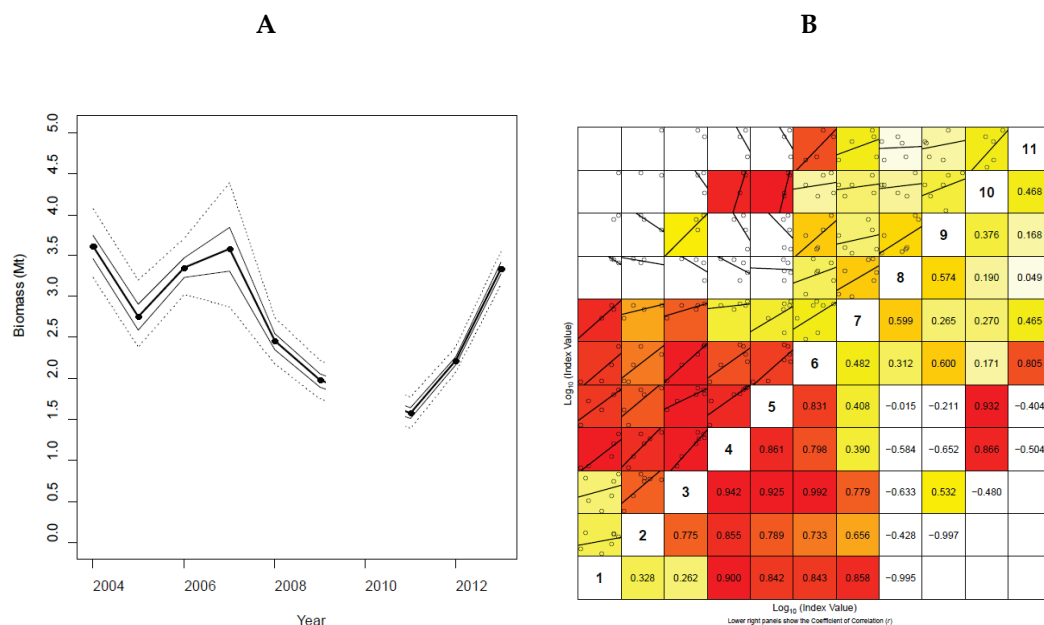 A
B
Biomass (Mt)
5.0
4.5
4.0
3.5
3.0
2.5
2.0
1.5
1.0
0.5
0.0
2004 2006 2008 2010 2012
Year
Log10 (Index Value)
11
10 0.468
9 0.376 0.168
8 0.574 0.190 0.049
7 0.599 0.265 0.270 0.465
6 0.482 0.312 0.600 0.171 0.805
5 0.831 0.408 −0.015 −0.211 0.932 −0.404
4 0.861 0.798 0.390 −0.584 −0.652 0.866 −0.504
3 0.942 0.925 0.992 0.779 −0.633 0.532 −0.480
2 0.775 0.855 0.789 0.733 0.656 −0.428 −0.997
1 0.328 0.262 0.900 0.842 0.843 0.858 −0.995
Log10 (Index Value)
Lower right panels show the Coefficient of Correlation (r)